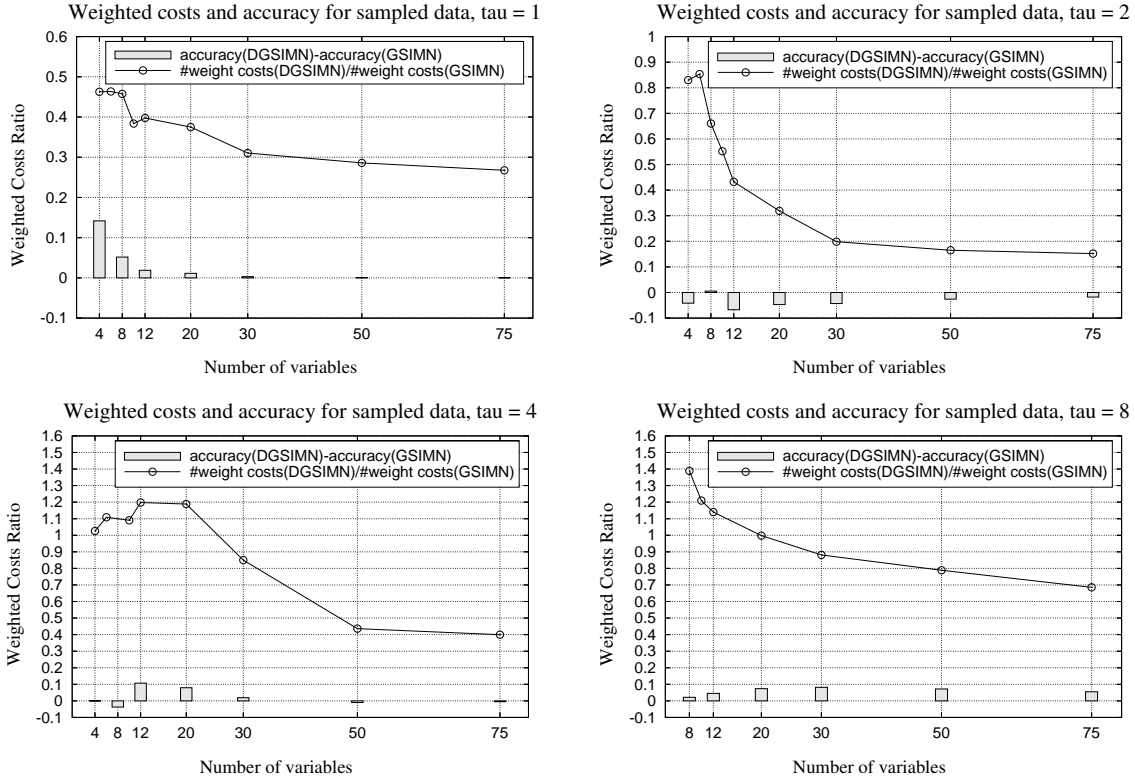 Weighted costs and accuracy for sampled data, tau = 1
0.6
0.5
0.4
0.3
0.2
0.1
0
-0.1
Weighted Costs Ratio
accuracy(DGSIMN)-accuracy(GSIMN)
#weight costs(DGSIMN)/#weight costs(GSIMN)
4 8 12 20 30 50 75
Number of variables
Weighted costs and accuracy for sampled data, tau = 2
1
0.9
0.8
0.7
0.6
0.5
0.4
0.3
0.2
0.1
0
-0.1
Weighted Costs Ratio
accuracy(DGSIMN)-accuracy(GSIMN)
#weight costs(DGSIMN)/#weight costs(GSIMN)
4 8 12 20 30 50 75
Number of variables
Weighted costs and accuracy for sampled data, tau = 4
1.6
1.5
1.4
1.3
1.2
1.1
1
0.9
0.8
0.7
0.6
0.5
0.4
0.3
0.2
0.1
0
-0.1
Weighted Costs Ratio
accuracy(DGSIMN)-accuracy(GSIMN)
#weight costs(DGSIMN)/#weight costs(GSIMN)
4 8 12 20 30 50 75
Number of variables
Weighted costs and accuracy for sampled data, tau = 8
1.6
1.5
1.4
1.3
1.2
1.1
1
0.9
0.8
0.7
0.6
0.5
0.4
0.3
0.2
0.1
0
-0.1
Weighted Costs Ratio
accuracy(DGSIMN)-accuracy(GSIMN)
#weight costs(DGSIMN)/#weight costs(GSIMN)
8 12 20 30 50 75
Number of variables